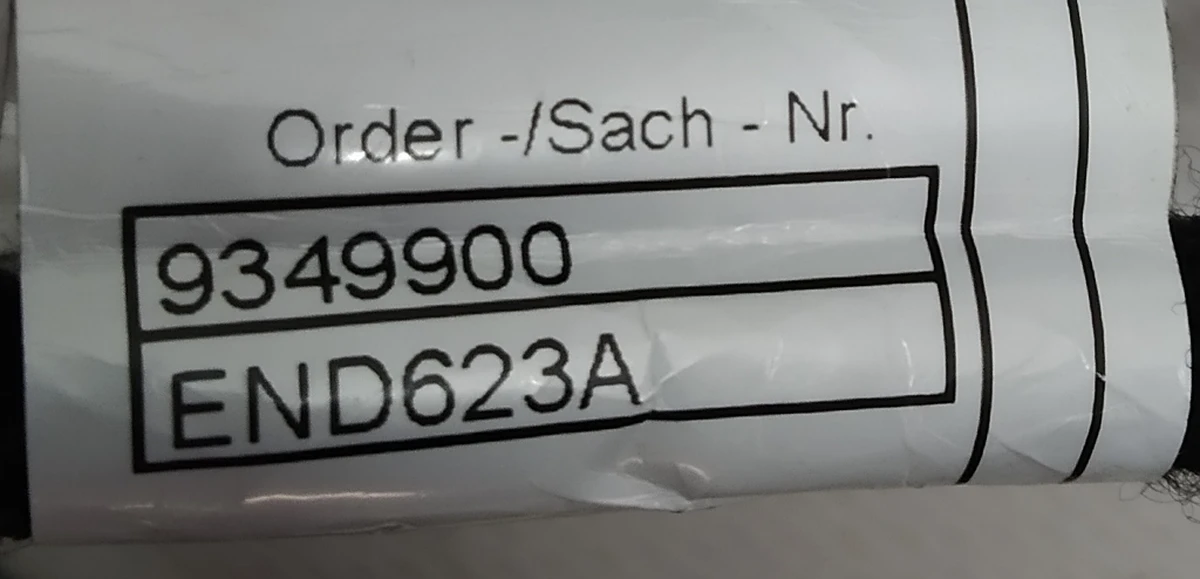 Order -/Sach - Nr.
9349900
END623A